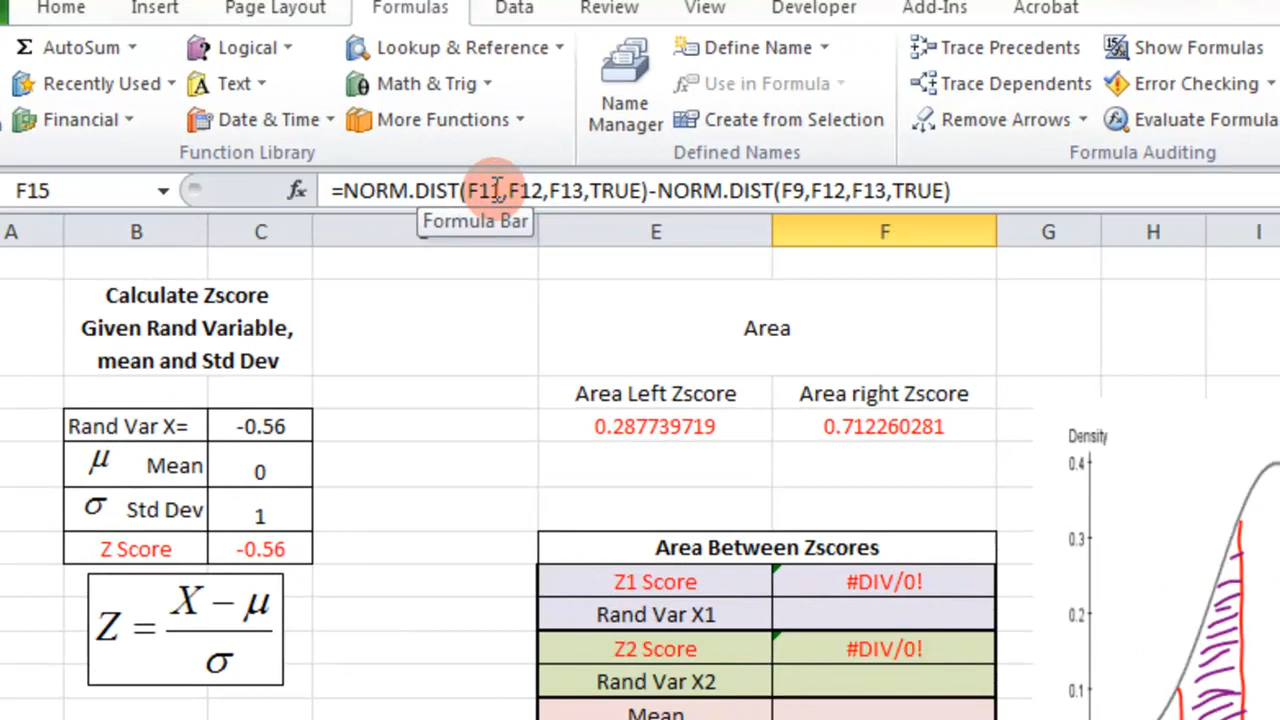 Home Insert Page Layout Formulas Data Review View Developer Add-Ins Acrobat
Σ AutoSum Logical Lookup & Reference Define Name Trace Precedents Show Formulas
Recently Used Text Math & Trig Name Manager Use in Formula Trace Dependents Error Checking
Financial Date & Time More Functions Create from Selection Remove Arrows Evaluate Formula
Function Library Defined Names Formula Auditing
F15 fx =NORM.DIST(F11,F12,F13,TRUE)-NORM.DIST(F9,F12,F13,TRUE)
Formula Bar
A B C E F G H I
Calculate Zscore
Given Rand Variable,
mean and Std Dev
Area
Area Left Zscore Area right Zscore
0.287739719 0.712260281
Rand Var X= -0.56
μ Mean 0
σ Std Dev 1
Z Score -0.56
Z = X − μ / σ
Area Between Zscores
Z1 Score #DIV/0!
Rand Var X1
Z2 Score #DIV/0!
Rand Var X2
Mean
Density
0.4
0.3
0.2
0.1